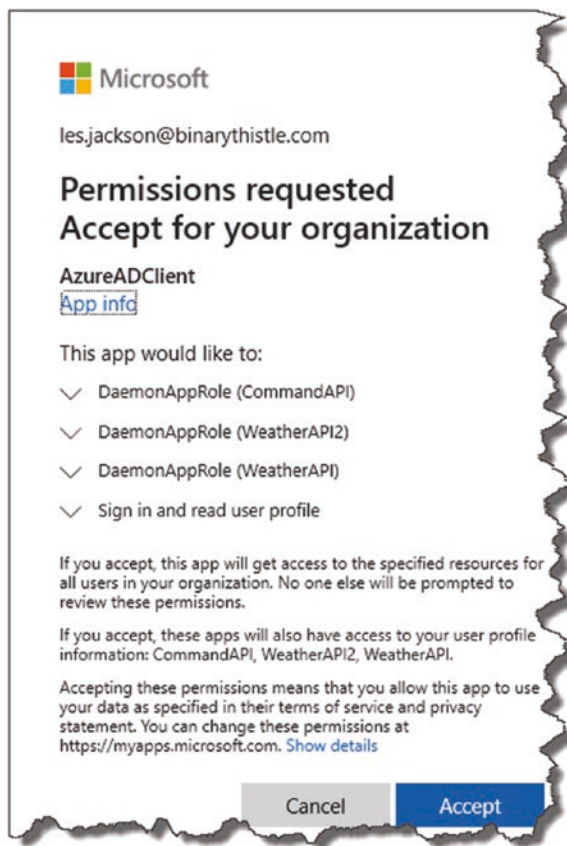 Microsoft
les.jackson@binarythistle.com
Permissions requested
Accept for your organization
AzureADClient
App info
This app would like to:
DaemonAppRole (CommandAPI)
DaemonAppRole (WeatherAPI2)
DaemonAppRole (WeatherAPI)
Sign in and read user profile
If you accept, this app will get access to the specified resources for
all users in your organization. No one else will be prompted to
review these permissions.
If you accept, these apps will also have access to your user profile
information: CommandAPI, WeatherAPI2, WeatherAPI.
Accepting these permissions means that you allow this app to use
your data as specified in their terms of service and privacy
statement. You can change these permissions at
https://myapps.microsoft.com. Show details
Cancel Accept